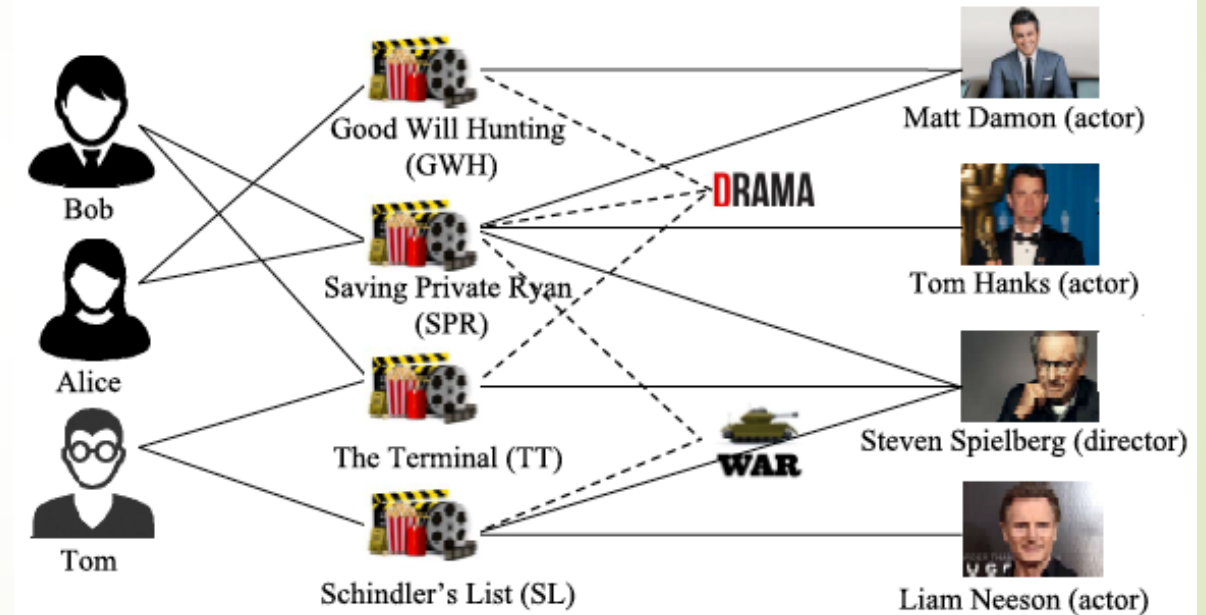 Bob
Alice
Tom
Good Will Hunting
(GWH)
Saving Private Ryan
(SPR)
The Terminal (TT)
Schindler’s List (SL)
DRAMA
WAR
Matt Damon (actor)
Tom Hanks (actor)
Steven Spielberg (director)
Liam Neeson (actor)